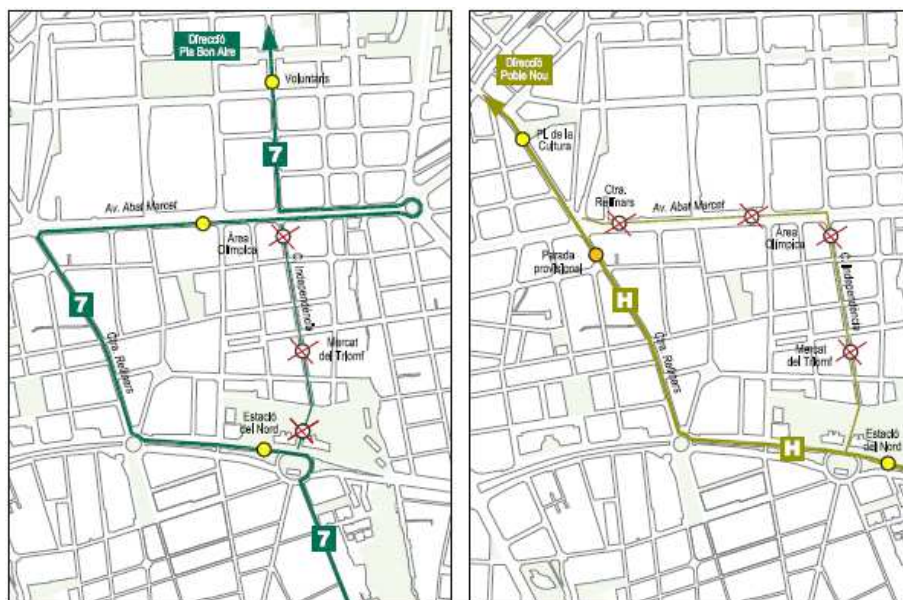 Direcció
Pla Bon Aire
Voluntaris
7
Av. Abat Marcet
Àrea
Olímpica
C. Independència
7
Ctra. Rellinars
Mercat
del Triomf
Estació
del Nord
7
Direcció
Poble Nou
Pl. de la
Cultura
Ctra.
Rellinars
Av. Abat Marcet
Àrea
Olímpica
Parada
provisional
H
C. Independència
Ctra. Rellinars
Mercat
del Triomf
Estació
del Nord
H